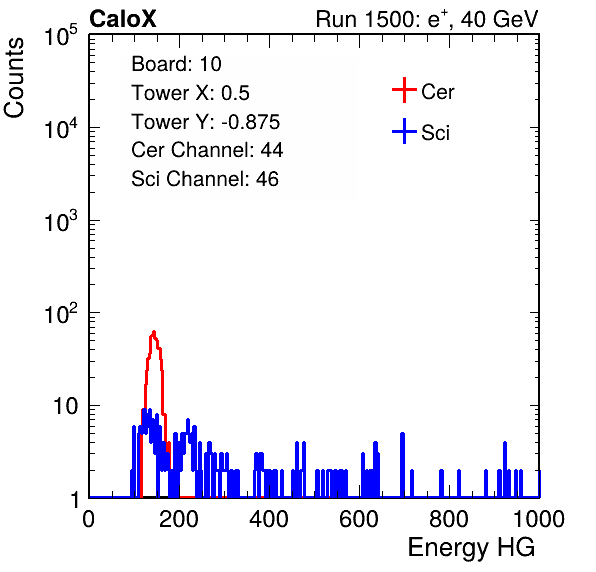 CaloX Run 1500: e⁺, 40 GeV
Counts
Board: 10
Tower X: 0.5
Tower Y: -0.875
Cer Channel: 44
Sci Channel: 46
Cer
Sci
10⁵
10⁴
10³
10²
10
1
0 200 400 600 800 1000
Energy HG